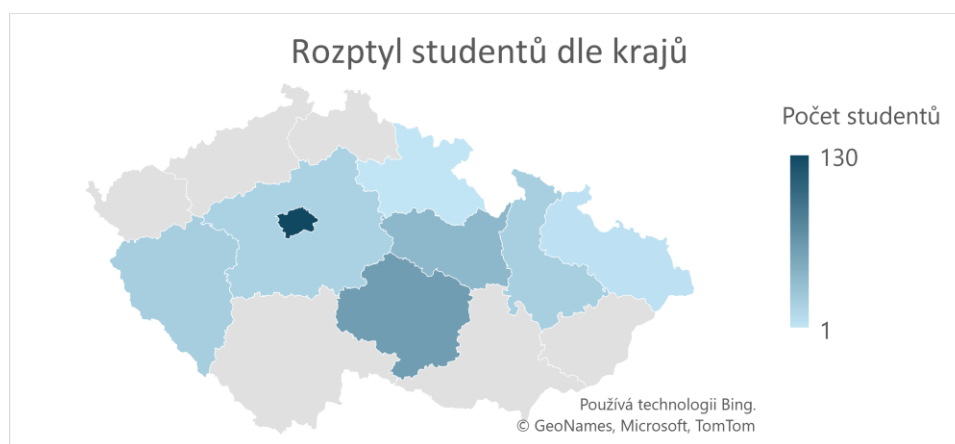 Rozptyl studentů dle krajů
Počet studentů
130
1
Používá technologii Bing.
© GeoNames, Microsoft, TomTom